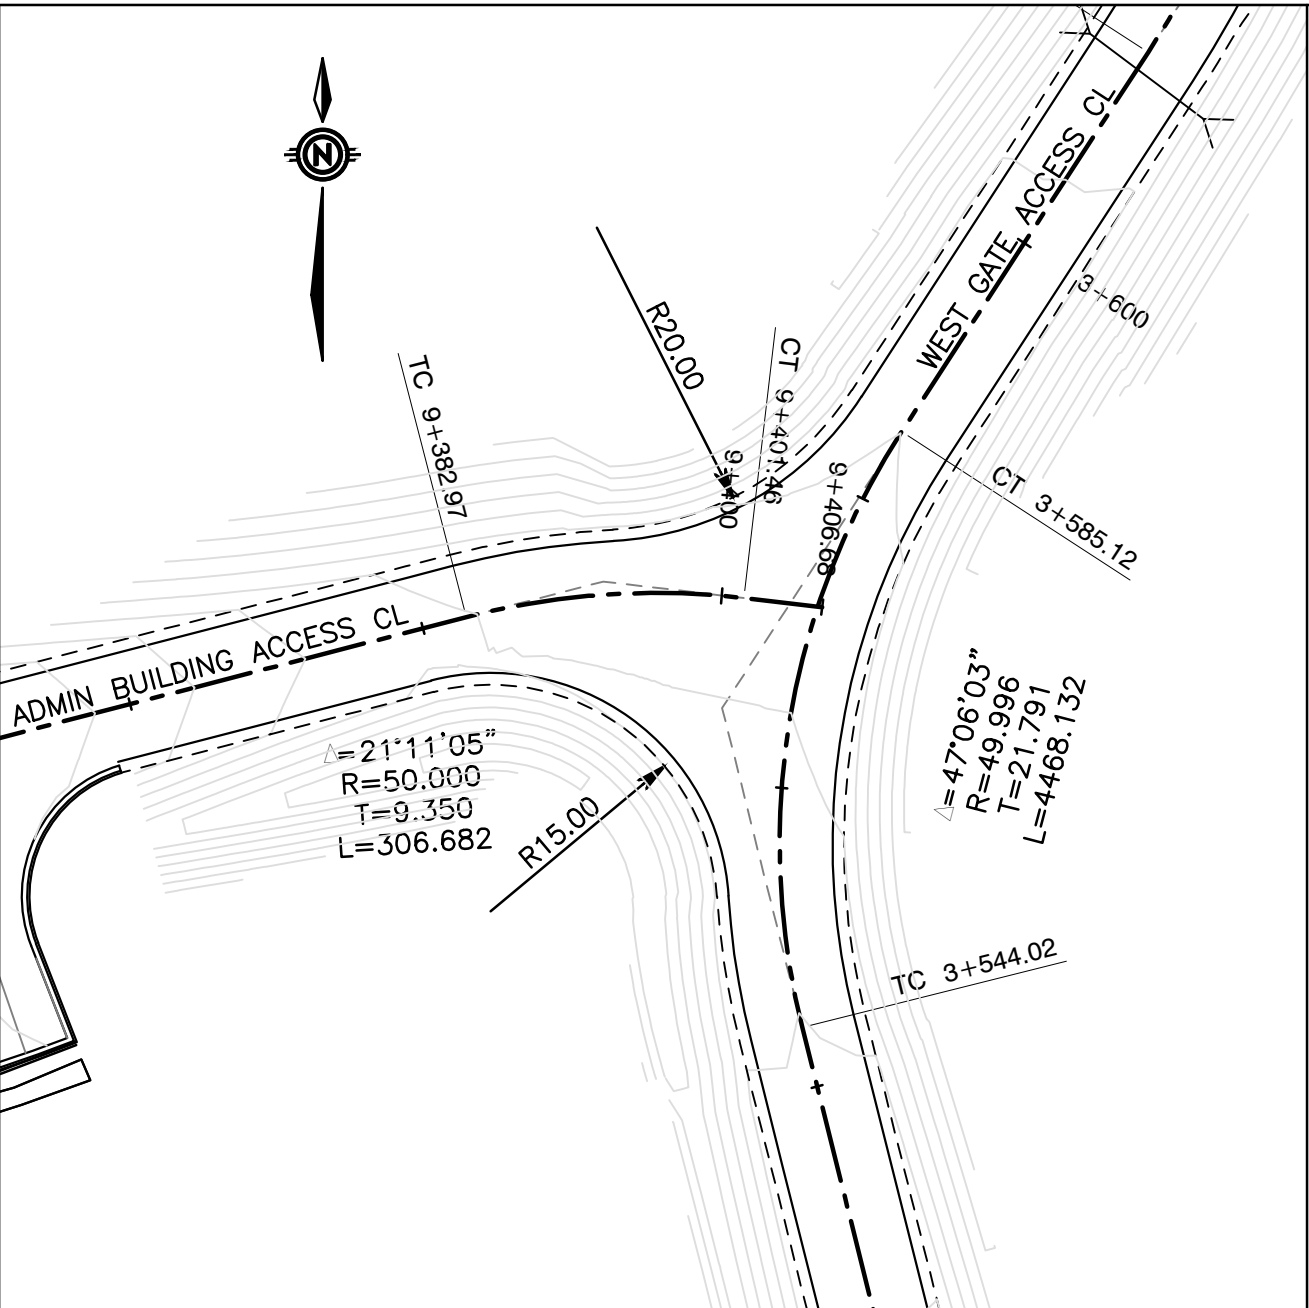 N
WEST GATE ACCESS CL
3+600
R20.00
CT 9+401.46
TC 9+382.97
9+400
9+406.68
CT 3+585.12
ADMIN BUILDING ACCESS CL
△=21°11'05"
R=50.000
T=9.350
L=306.682
R15.00
△=47°06'03"
R=49.996
T=21.791
L=4468.132
TC 3+544.02